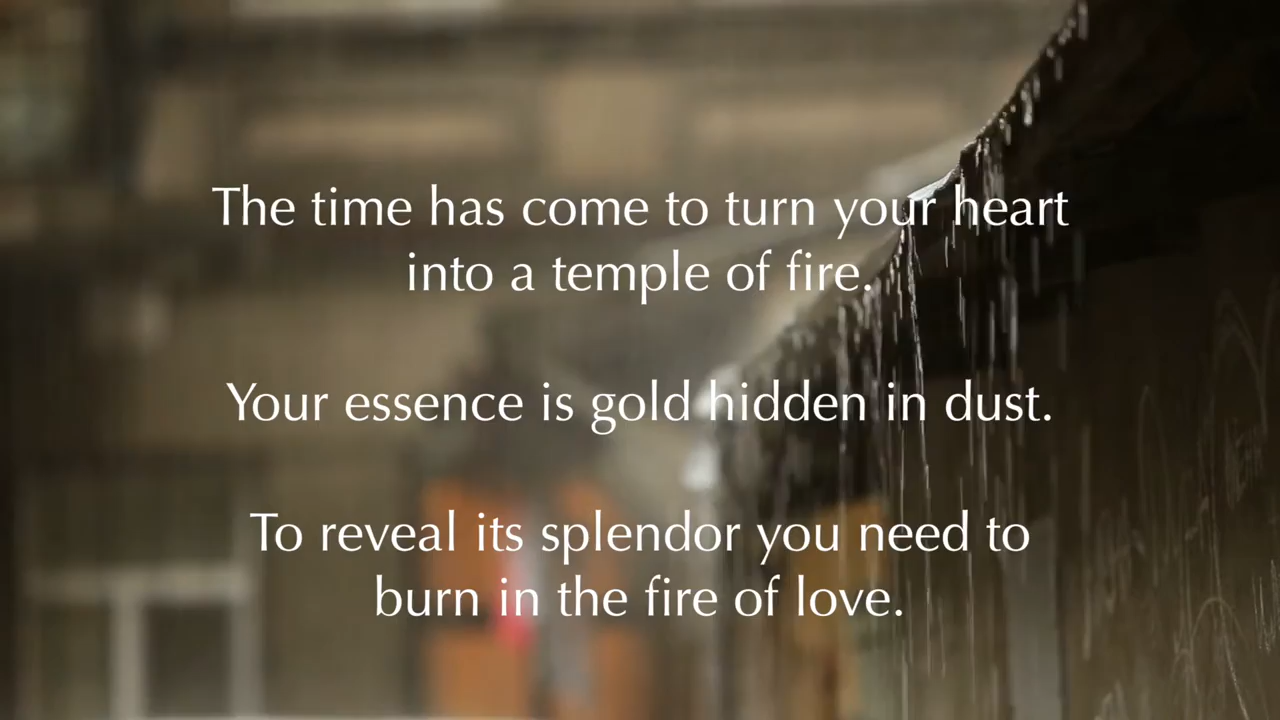 The time has come to turn your heart
into a temple of fire.
Your essence is gold hidden in dust.
To reveal its splendor you need to
burn in the fire of love.